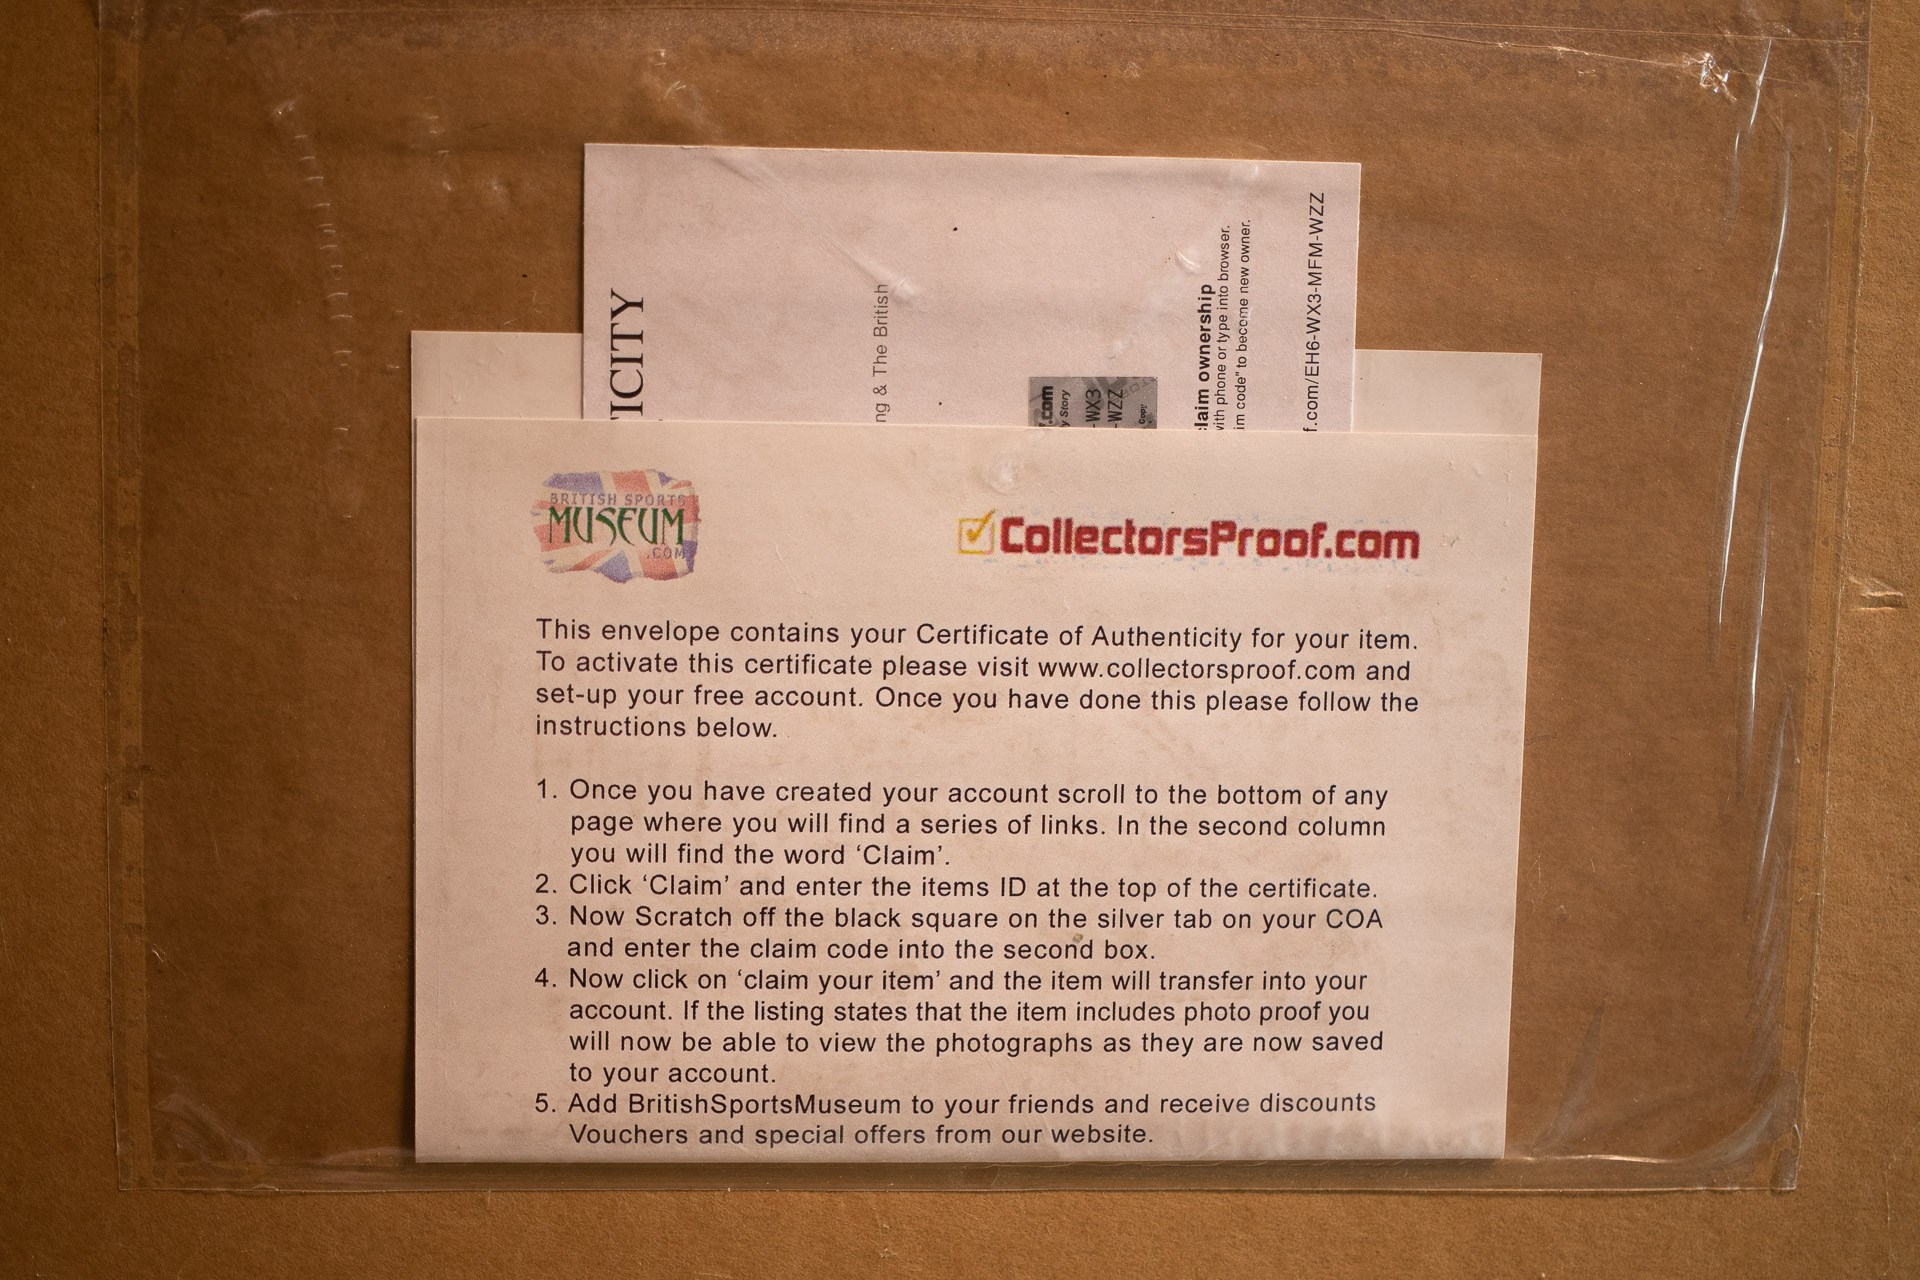 ICITY
ng & The British
.com
y Story
-WX3
-WZZ
Copy
claim ownership
with phone or type into browser.
im code" to become new owner.
f.com/EH6-WX3-MFM-WZZ
BRITISH SPORTS
MUSEUM
.COM
CollectorsProof.com
This envelope contains your Certificate of Authenticity for your item.
To activate this certificate please visit www.collectorsproof.com and
set-up your free account. Once you have done this please follow the
instructions below.
1. Once you have created your account scroll to the bottom of any
page where you will find a series of links. In the second column
you will find the word ‘Claim’.
2. Click ‘Claim’ and enter the items ID at the top of the certificate.
3. Now Scratch off the black square on the silver tab on your COA
and enter the claim code into the second box.
4. Now click on ‘claim your item’ and the item will transfer into your
account. If the listing states that the item includes photo proof you
will now be able to view the photographs as they are now saved
to your account.
5. Add BritishSportsMuseum to your friends and receive discounts
Vouchers and special offers from our website.